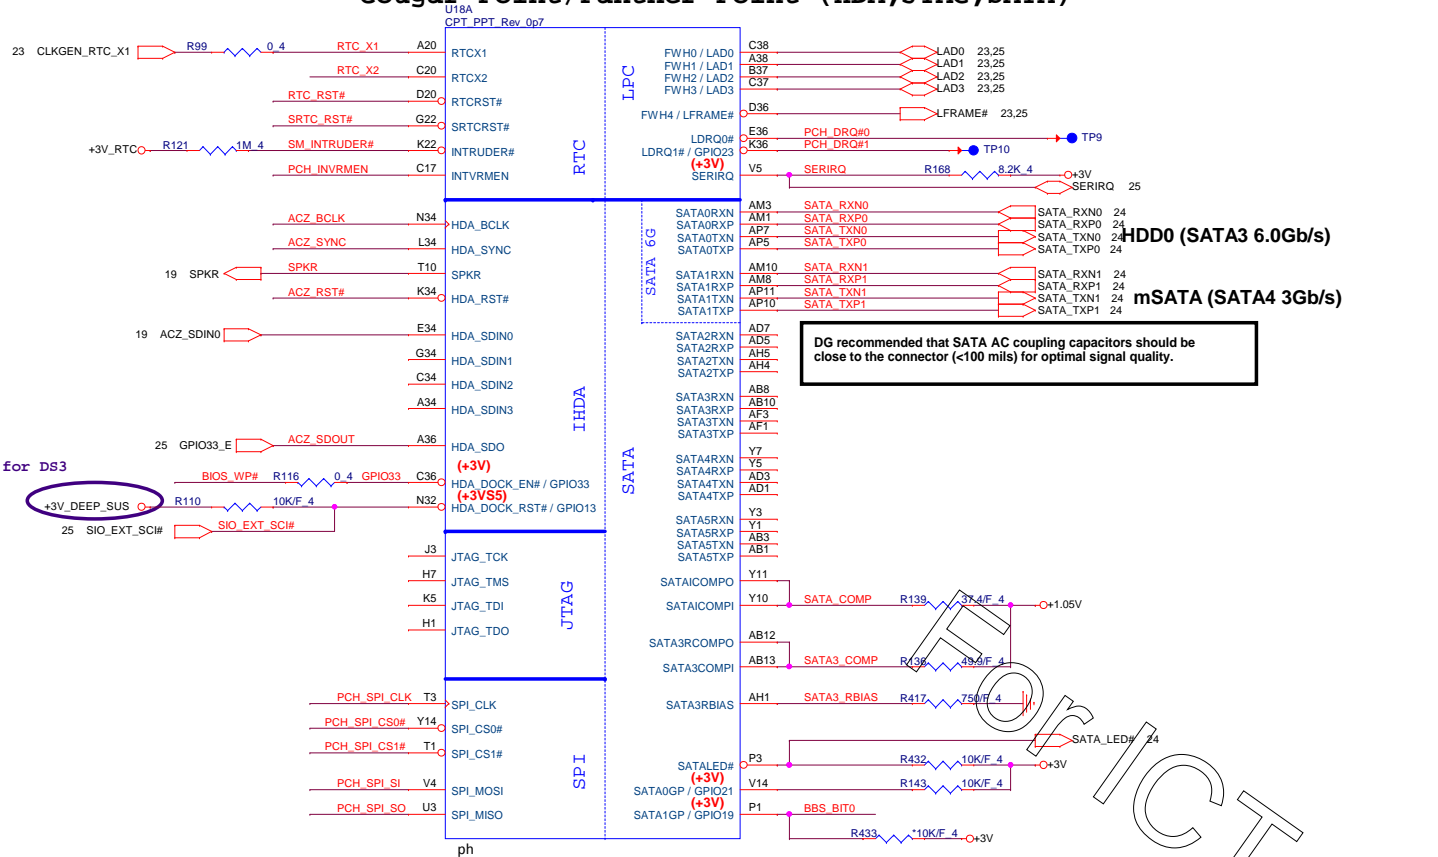 U18A
CPT_PPT_Rev_0p7
23 CLKGEN_RTC_X1 R99 0_4 RTC_X1 A20 RTCX1
RTC_X2 C20 RTCX2
RTC_RST# D20 RTCRST#
SRTC_RST# G22 SRTCRST#
+3V_RTC R121 1M_4 SM_INTRUDER# K22 INTRUDER#
PCH_INVRMEN C17 INTVRMEN
RTC
LPC
FWH0 / LAD0 C38 LAD0 23,25
FWH1 / LAD1 A38 LAD1 23,25
FWH2 / LAD2 B37 LAD2 23,25
FWH3 / LAD3 C37 LAD3 23,25
FWH4 / LFRAME# D36 LFRAME# 23,25
LDRQ0# E36 PCH_DRQ#0 TP9
LDRQ1# / GPIO23 K36 PCH_DRQ#1 TP10
(+3V)
SERIRQ V5 SERIRQ R168 8.2K_4 +3V
SERIRQ 25
ACZ_BCLK N34 HDA_BCLK
ACZ_SYNC L34 HDA_SYNC
19 SPKR SPKR T10 SPKR
ACZ_RST# K34 HDA_RST#
19 ACZ_SDIN0 E34 HDA_SDIN0
G34 HDA_SDIN1
C34 HDA_SDIN2
A34 HDA_SDIN3
25 GPIO33_E ACZ_SDOUT A36 HDA_SDO
(+3V)
for DS3
BIOS_WP# R116 0_4 GPIO33 C36 HDA_DOCK_EN# / GPIO33
(+3VS5)
+3V_DEEP_SUS R110 10K/F_4 N32 HDA_DOCK_RST# / GPIO13
25 SIO_EXT_SCI# SIO_EXT_SCI#
IHDA
SATA 6G
SATA
SATA0RXN AM3 SATA_RXN0 SATA_RXN0 24
SATA0RXP AM1 SATA_RXP0 SATA_RXP0 24
SATA0TXN AP7 SATA_TXN0 SATA_TXN0 24
SATA0TXP AP5 SATA_TXP0 SATA_TXP0 24
HDD0 (SATA3 6.0Gb/s)
SATA1RXN AM10 SATA_RXN1 SATA_RXN1 24
SATA1RXP AM8 SATA_RXP1 SATA_RXP1 24
SATA1TXN AP11 SATA_TXN1 SATA_TXN1 24
SATA1TXP AP10 SATA_TXP1 SATA_TXP1 24
mSATA (SATA4 3Gb/s)
DG recommended that SATA AC coupling capacitors should be
close to the connector (<100 mils) for optimal signal quality.
SATA2RXN AD7
SATA2RXP AD5
SATA2TXN AH5
SATA2TXP AH4
SATA3RXN AB8
SATA3RXP AB10
SATA3TXN AF3
SATA3TXP AF1
SATA4RXN Y7
SATA4RXP Y5
SATA4TXN AD3
SATA4TXP AD1
SATA5RXN Y3
SATA5RXP Y1
SATA5TXN AB3
SATA5TXP AB1
J3 JTAG_TCK
H7 JTAG_TMS
K5 JTAG_TDI
H1 JTAG_TDO
JTAG
SATAICOMPO Y11
SATAICOMPI Y10 SATA_COMP R139 37.4/F_4 +1.05V
SATA3RCOMPO AB12
SATA3COMPI AB13 SATA3_COMP R136 49.9/F_4
SATA3RBIAS AH1 SATA3_RBIAS R417 750/F_4
PCH_SPI_CLK T3 SPI_CLK
PCH_SPI_CS0# Y14 SPI_CS0#
PCH_SPI_CS1# T1 SPI_CS1#
PCH_SPI_SI V4 SPI_MOSI
PCH_SPI_SO U3 SPI_MISO
SPI
SATA_LED# 24
SATALED# P3 R432 10K/F_4 +3V
(+3V)
SATA0GP / GPIO21 V14 R143 10K/F_4
(+3V)
SATA1GP / GPIO19 P1 BBS_BIT0
R433 *10K/F_4 +3V
ph
For ICT